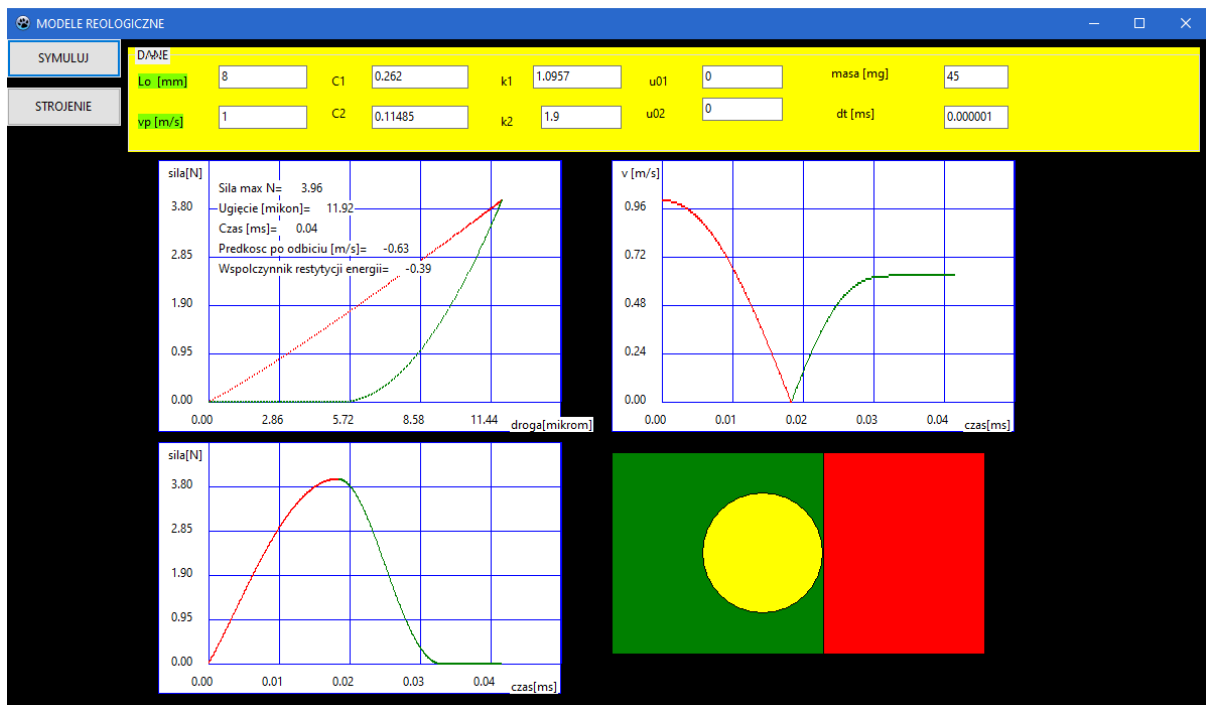 MODELE REOLOGICZNE
SYMULUJ
STROJENIE
DANE
Lo [mm] 8 C1 0.262 k1 1.0957 u01 0 masa [mg] 45
vp [m/s] 1 C2 0.11485 k2 1.9 u02 0 dt [ms] 0.000001
sila[N]
Sila max N= 3.96
3.80 Ugięcie [mikon]= 11.92
Czas [ms]= 0.04
Predkosc po odbiciu [m/s]= -0.63
2.85
Wspolczynnik restytycji energii= -0.39
1.90
0.95
0.00
0.00 2.86 5.72 8.58 11.44 droga[mikrom]
v [m/s]
0.96
0.72
0.48
0.24
0.00
0.00 0.01 0.02 0.03 0.04 czas[ms]
sila[N]
3.80
2.85
1.90
0.95
0.00
0.00 0.01 0.02 0.03 0.04 czas[ms]